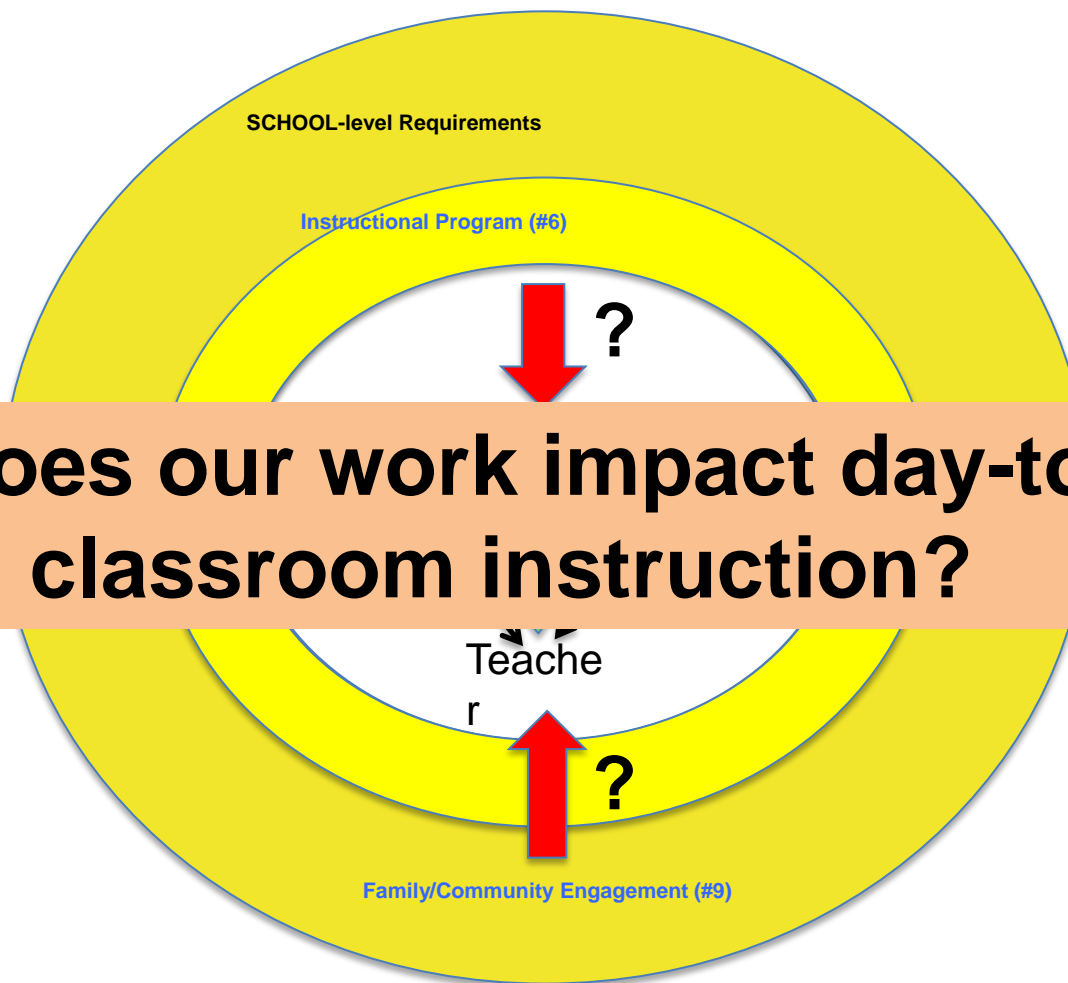 SCHOOL-level Requirements
Instructional Program (#6)
?
oes our work impact day-to
classroom instruction?
Teache
r
?
Family/Community Engagement (#9)